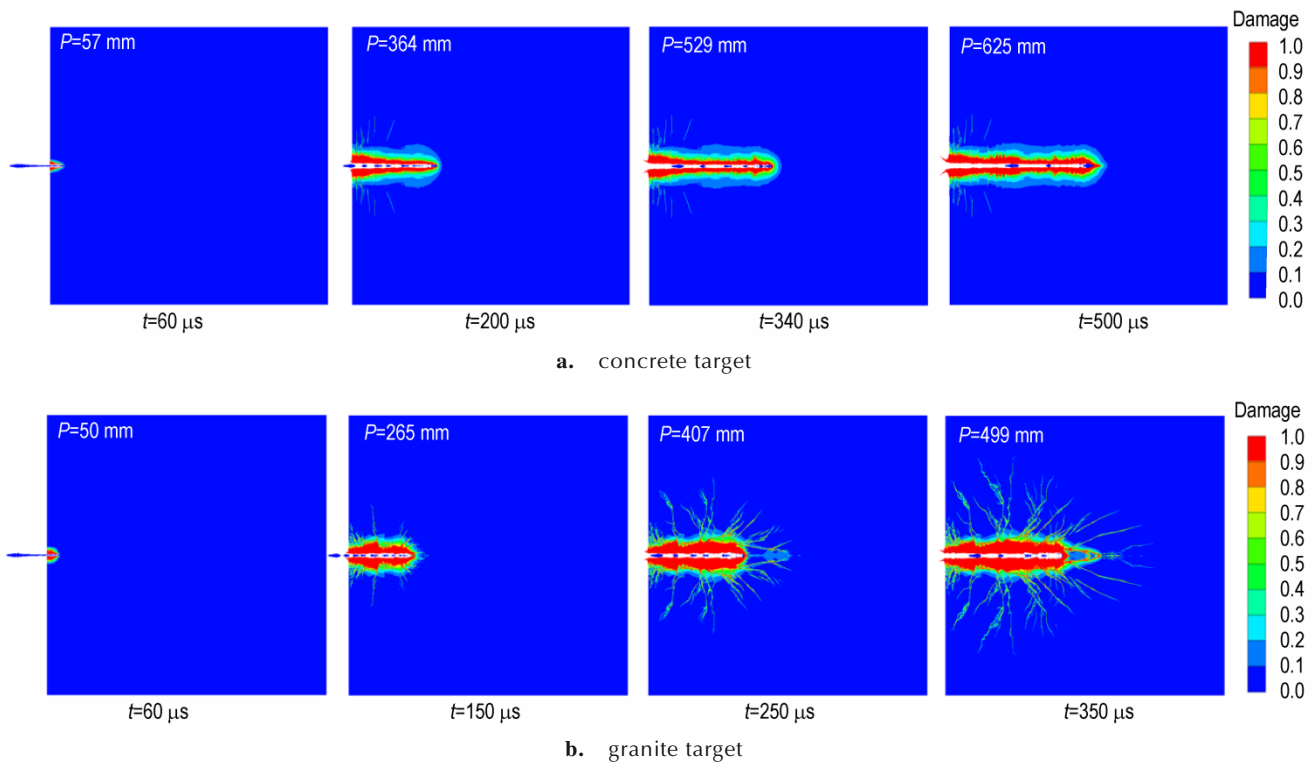 P=57 mm
P=364 mm
P=529 mm
P=625 mm
Damage
1.0
0.9
0.8
0.7
0.6
0.5
0.4
0.3
0.2
0.1
0.0
t=60 μs
t=200 μs
t=340 μs
t=500 μs
a. concrete target
P=50 mm
P=265 mm
P=407 mm
P=499 mm
Damage
1.0
0.9
0.8
0.7
0.6
0.5
0.4
0.3
0.2
0.1
0.0
t=60 μs
t=150 μs
t=250 μs
t=350 μs
b. granite target